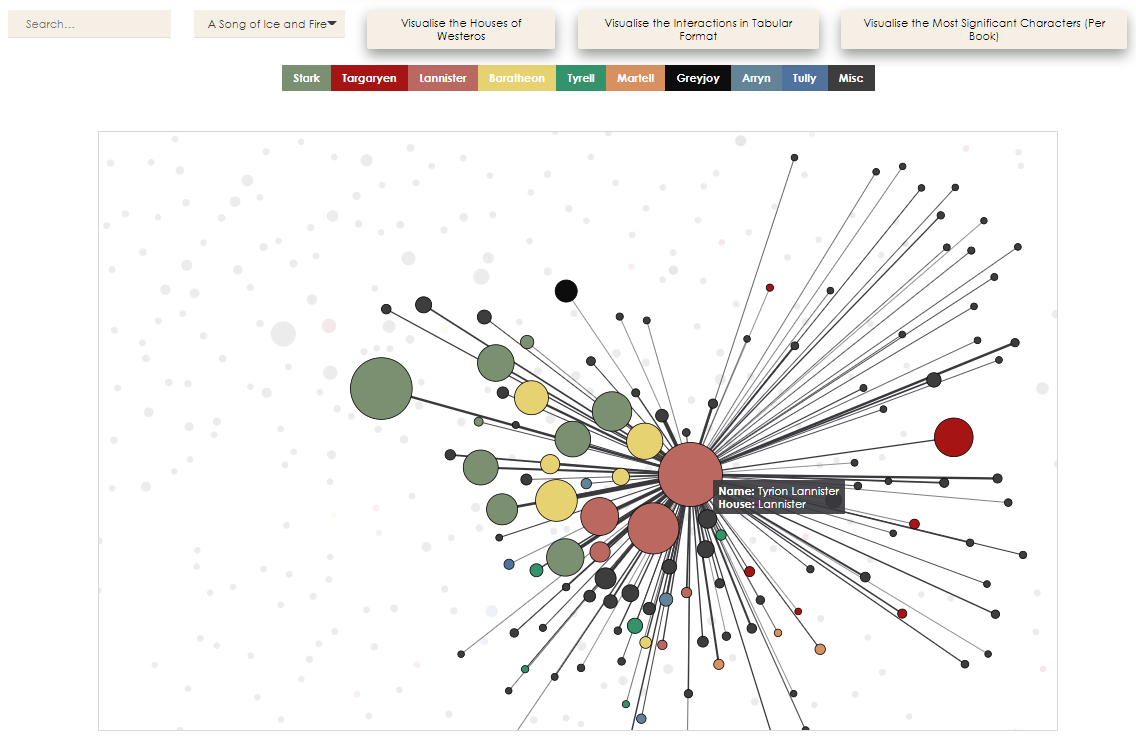 Search...
A Song of Ice and Fire
Visualise the Houses of
Westeros
Visualise the Interactions in Tabular
Format
Visualise the Most Significant Characters (Per
Book)
Stark
Targaryen
Lannister
Baratheon
Tyrell
Martell
Greyjoy
Arryn
Tully
Misc
Name: Tyrion Lannister
House: Lannister